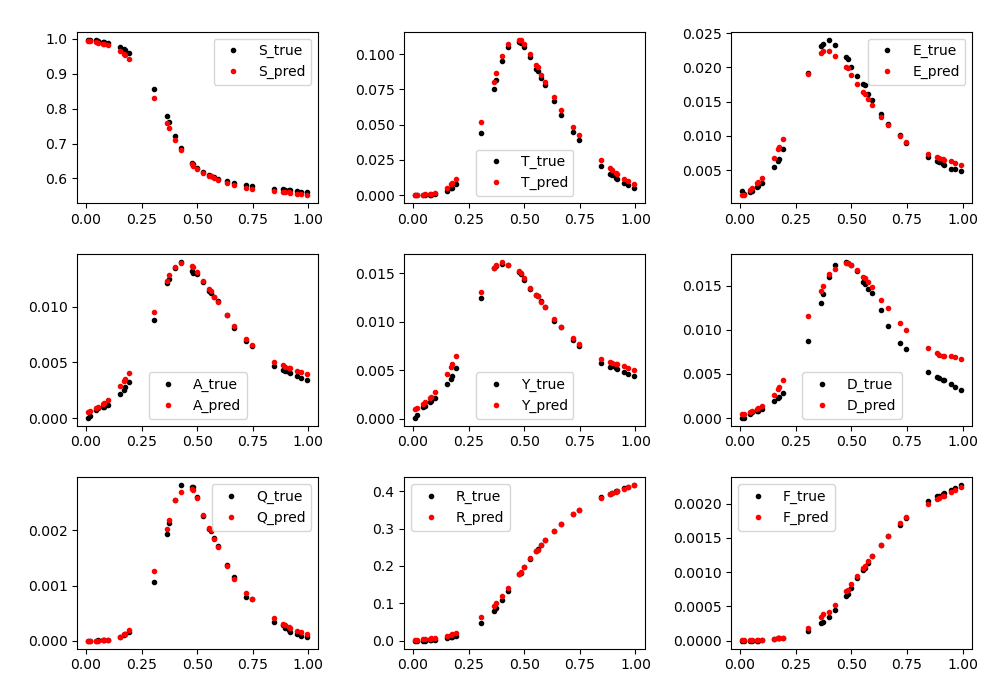 1.0
0.9
0.8
0.7
0.6
0.00 0.25 0.50 0.75 1.00
S_true
S_pred
0.100
0.075
0.050
0.025
0.000
0.00 0.25 0.50 0.75 1.00
T_true
T_pred
0.025
0.020
0.015
0.010
0.005
0.00 0.25 0.50 0.75 1.00
E_true
E_pred
0.010
0.005
0.000
0.00 0.25 0.50 0.75 1.00
A_true
A_pred
0.015
0.010
0.005
0.000
0.00 0.25 0.50 0.75 1.00
Y_true
Y_pred
0.015
0.010
0.005
0.000
0.00 0.25 0.50 0.75 1.00
D_true
D_pred
0.002
0.001
0.000
0.00 0.25 0.50 0.75 1.00
Q_true
Q_pred
0.4
0.3
0.2
0.1
0.0
0.00 0.25 0.50 0.75 1.00
R_true
R_pred
0.0020
0.0015
0.0010
0.0005
0.0000
0.00 0.25 0.50 0.75 1.00
F_true
F_pred